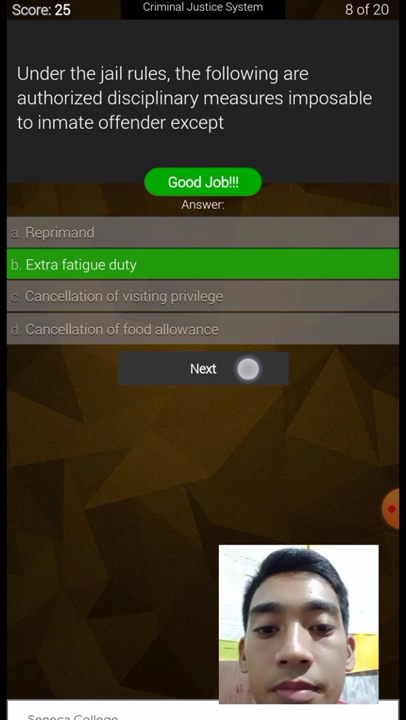 Score: 25
Criminal Justice System
8 of 20
Under the jail rules, the following are
authorized disciplinary measures imposable
to inmate offender except
Good Job!!!
Answer:
a. Reprimand
b. Extra fatigue duty
c. Cancellation of visiting privilege
d. Cancellation of food allowance
Next
Seneca College